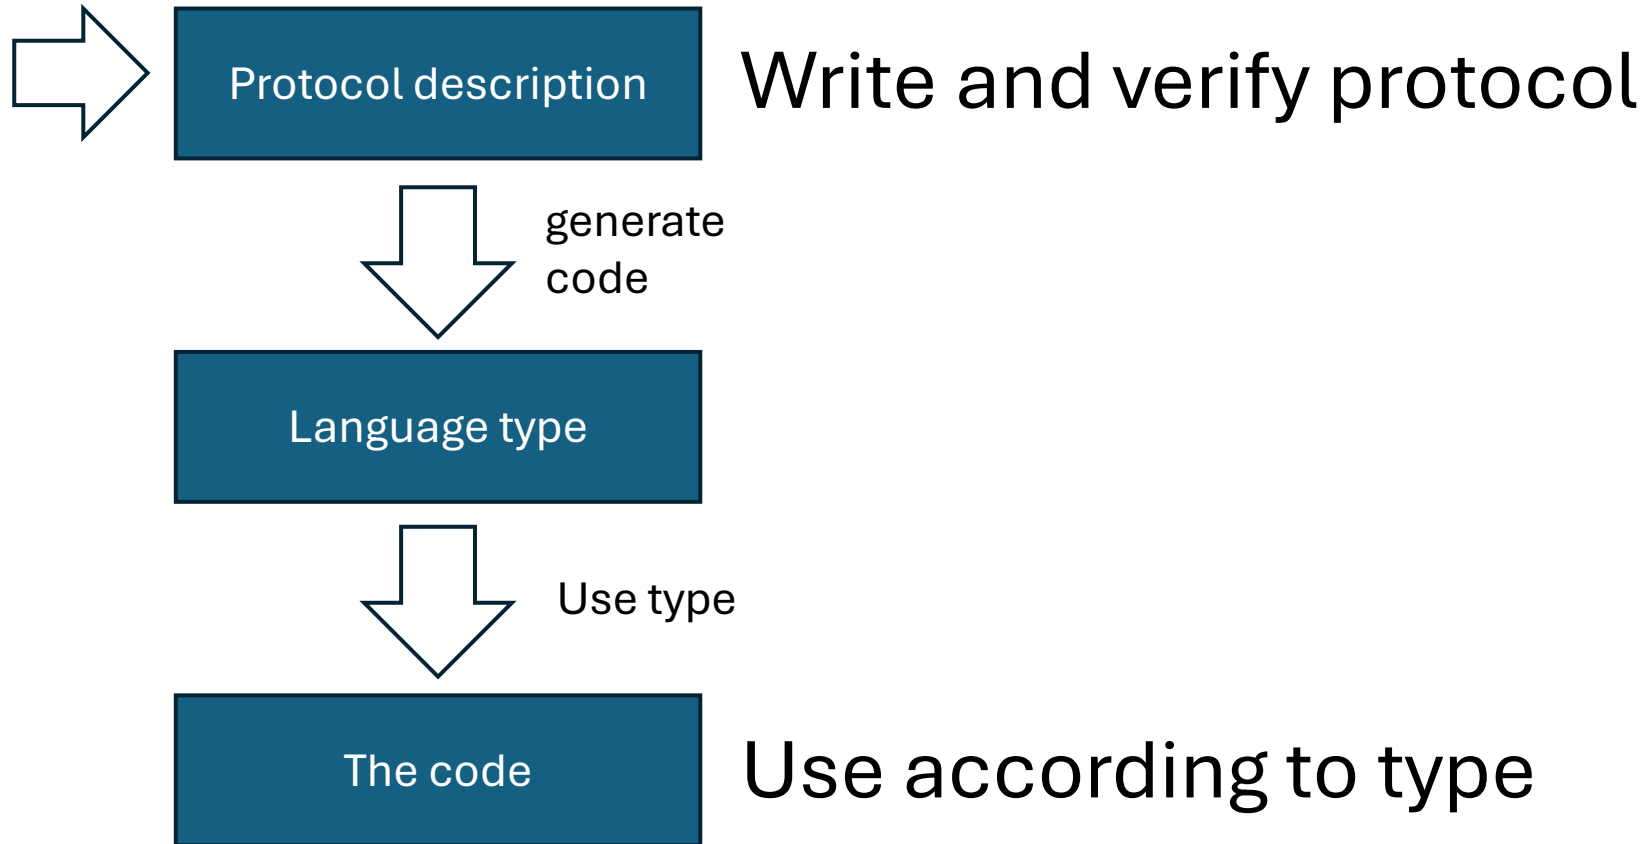 Protocol description
Write and verify protocol
generate
code
Language type
Use type
The code
Use according to type